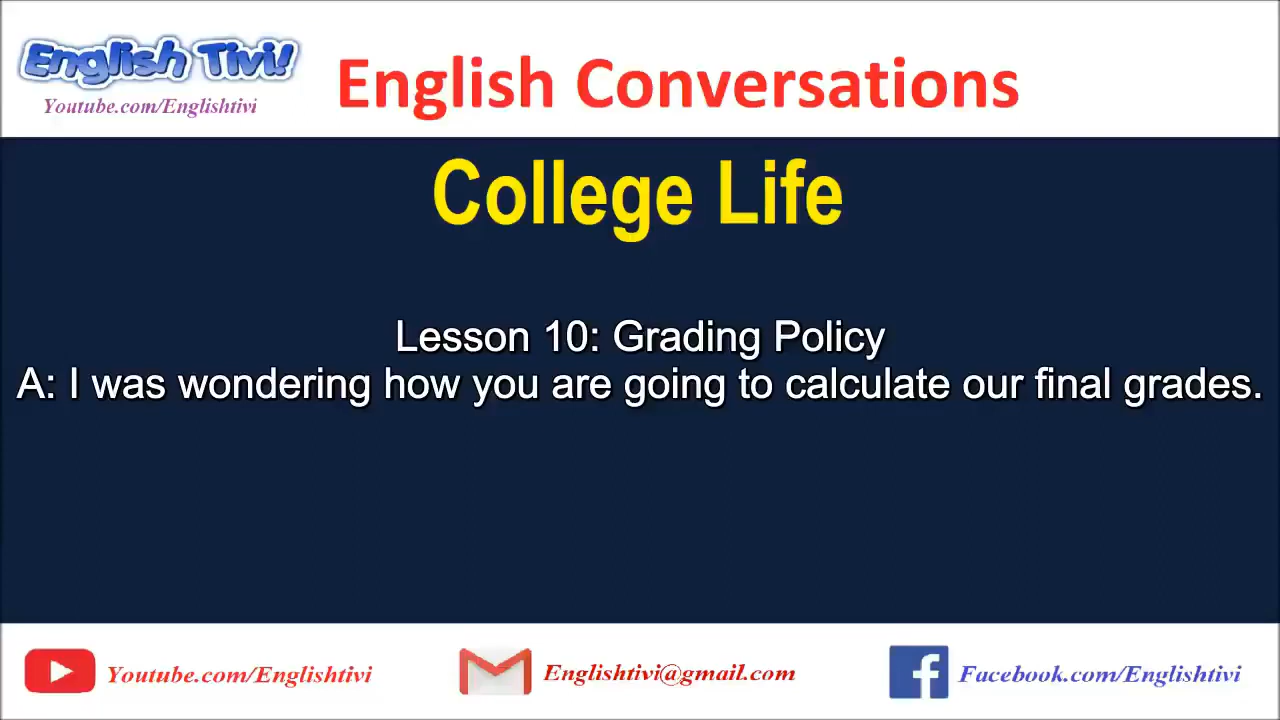 English Tivi!
Youtube.com/Englishtivi
English Conversations
College Life
Lesson 10: Grading Policy
A: I was wondering how you are going to calculate our final grades.
Youtube.com/Englishtivi
Englishtivi@gmail.com
Facebook.com/Englishtivi